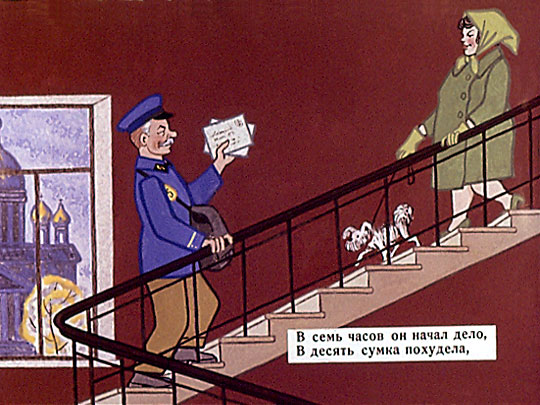 В семь часов он начал дело,
В десять сумка похудела,